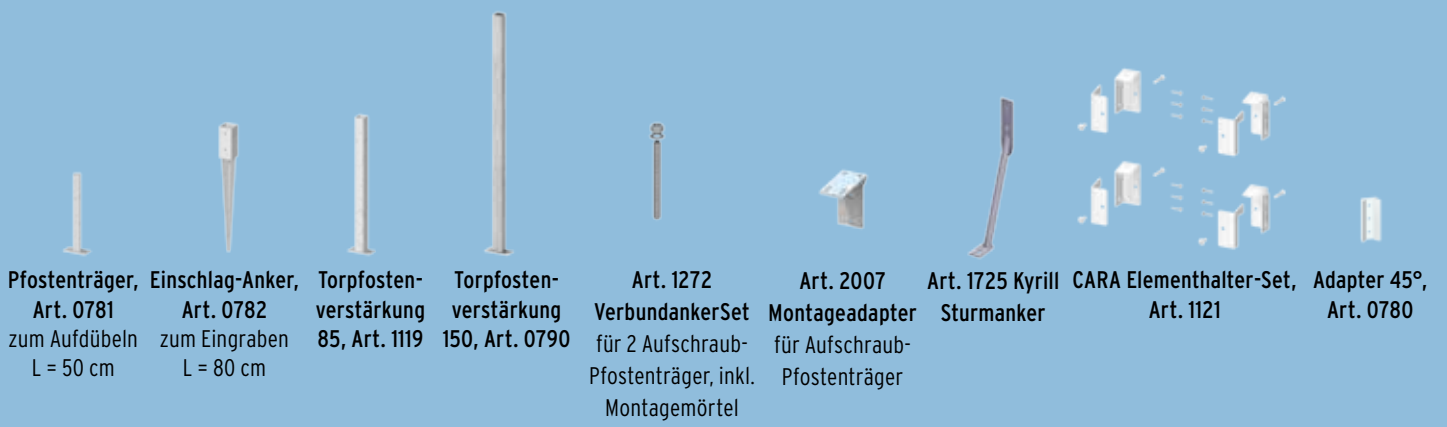 Pfostenträger,
Art. 0781
zum Aufdübeln
L = 50 cm
Einschlag-Anker,
Art. 0782
zum Eingraben
L = 80 cm
Torpfosten-
verstärkung
85, Art. 1119
Torpfosten-
verstärkung
150, Art. 0790
Art. 1272
VerbundankerSet
für 2 Aufschraub-
Pfostenträger, inkl.
Montagemörtel
Art. 2007
Montageadapter
für Aufschraub-
Pfostenträger
Art. 1725 Kyrill
Sturmanker
CARA Elementhalter-Set,
Art. 1121
Adapter 45°,
Art. 0780